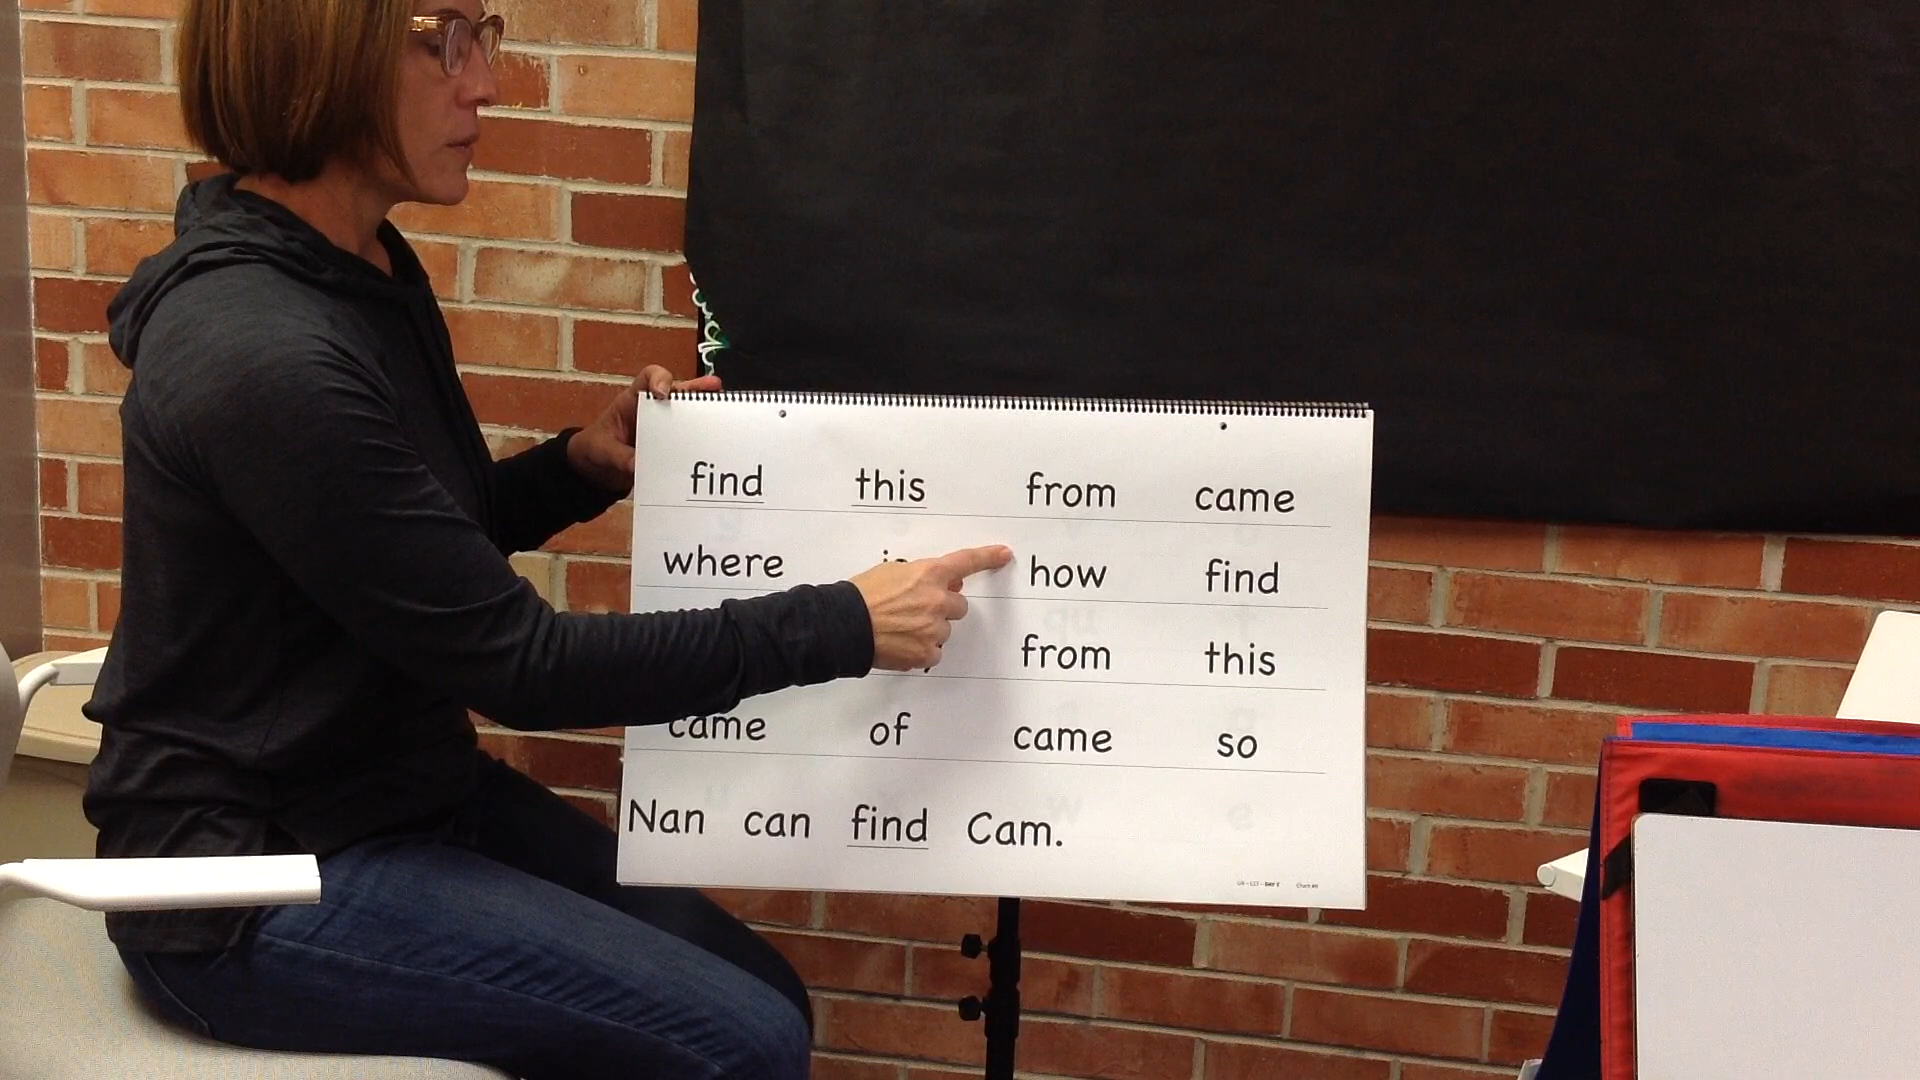 find this from came
where how find
from this
came of came so
Nan can find Cam.